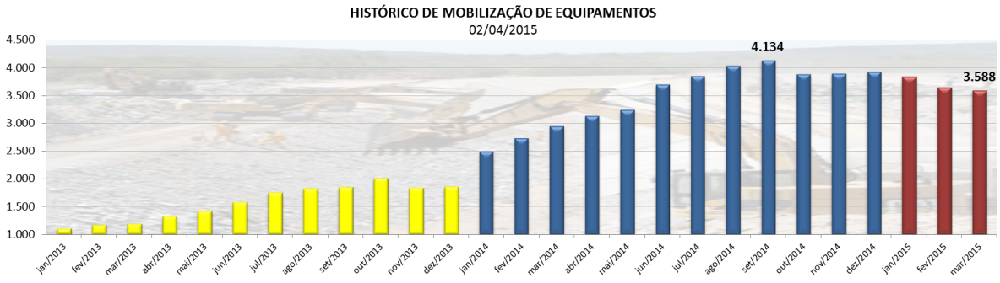 HISTÓRICO DE MOBILIZAÇÃO DE EQUIPAMENTOS
02/04/2015
4.500
4.000
3.500
3.000
2.500
2.000
1.500
1.000
4.134
3.588
jan/2013
fev/2013
mar/2013
abr/2013
mai/2013
jun/2013
jul/2013
ago/2013
set/2013
out/2013
nov/2013
dez/2013
jan/2014
fev/2014
mar/2014
abr/2014
mai/2014
jun/2014
jul/2014
ago/2014
set/2014
out/2014
nov/2014
dez/2014
jan/2015
fev/2015
mar/2015